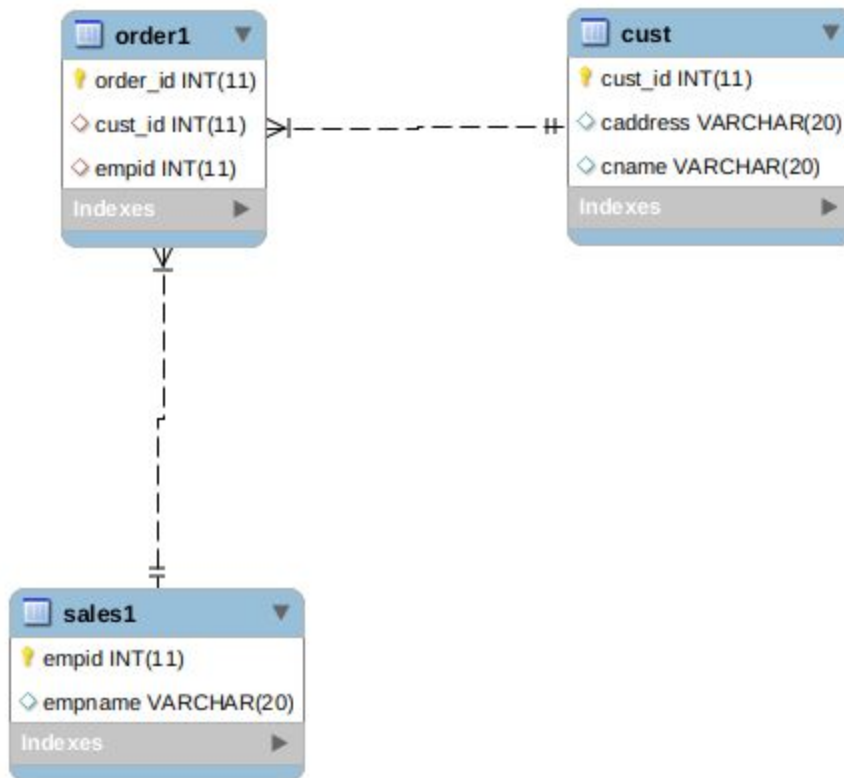 order1
order_id INT(11)
cust_id INT(11)
empid INT(11)
Indexes
cust
cust_id INT(11)
caddress VARCHAR(20)
cname VARCHAR(20)
Indexes
sales1
empid INT(11)
empname VARCHAR(20)
Indexes